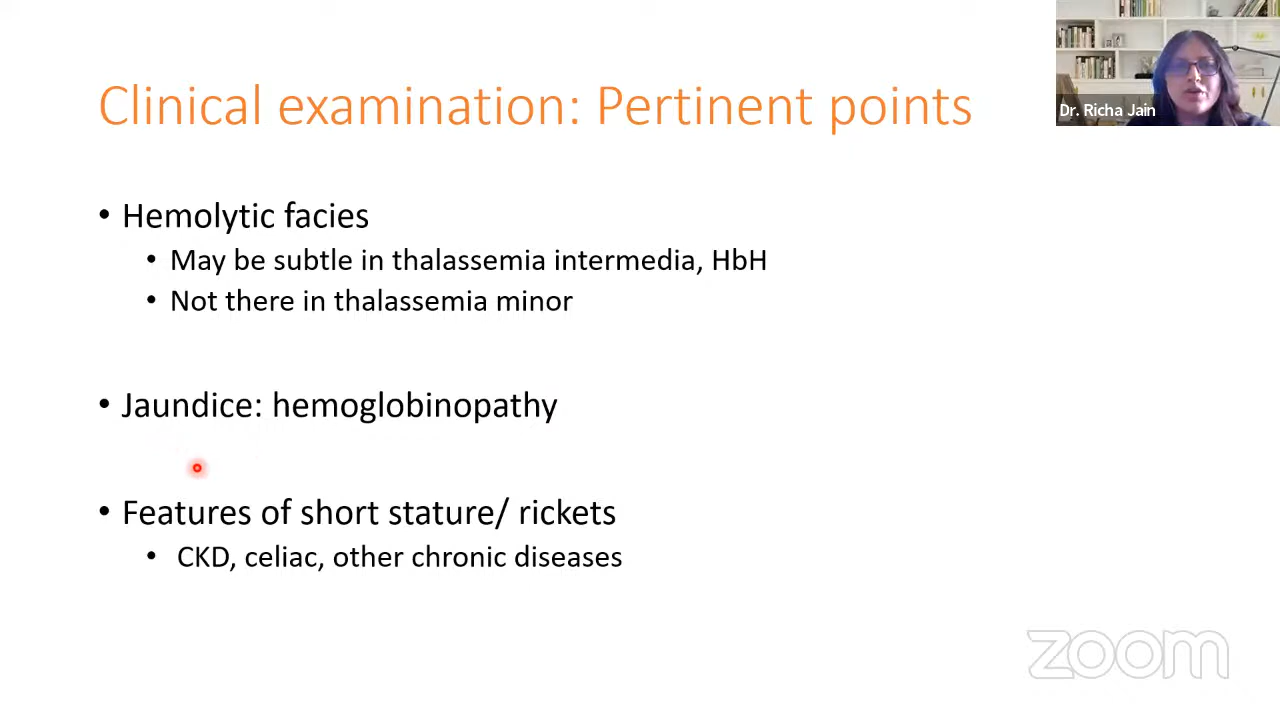 Clinical examination: Pertinent points
Dr. Richa Jain
• Hemolytic facies
• May be subtle in thalassemia intermedia, HbH
• Not there in thalassemia minor
• Jaundice: hemoglobinopathy
• Features of short stature/ rickets
• CKD, celiac, other chronic diseases
zoom